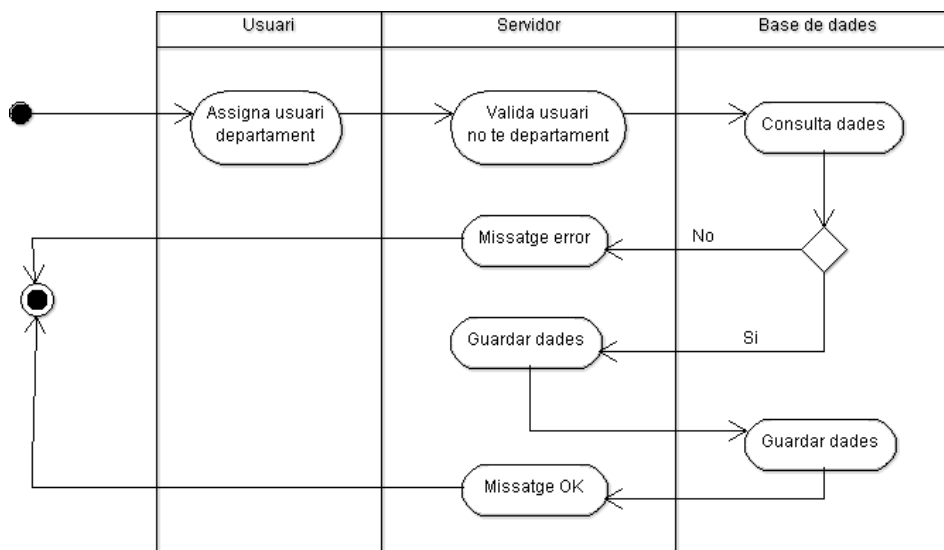 Usuari
Servidor
Base de dades
Assigna usuari
departament
Valida usuari
no te departament
Consulta dades
Missatge error
No
Guardar dades
Si
Guardar dades
Missatge OK